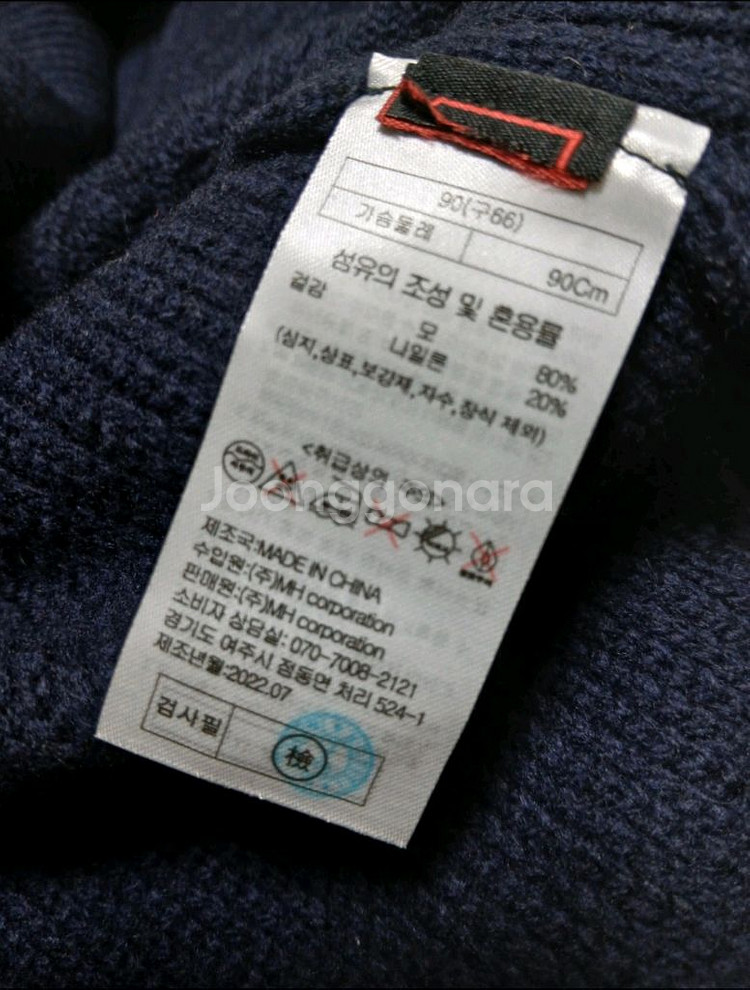 90(구66)
가슴둘레 90Cm
섬유의 조성 및 혼용률
겉감 모 80%
나일론 20%
(심지,상표,보강재,자수,장식 제외)
Joonggonara
제조국:MADE IN CHINA
수입원:(주)MH corporation
판매원:(주)MH corporation
소비자 상담실: 070-7008-2121
경기도 여주시 점동면 처리 524-1
제조년월:2022.07
검사필 檢